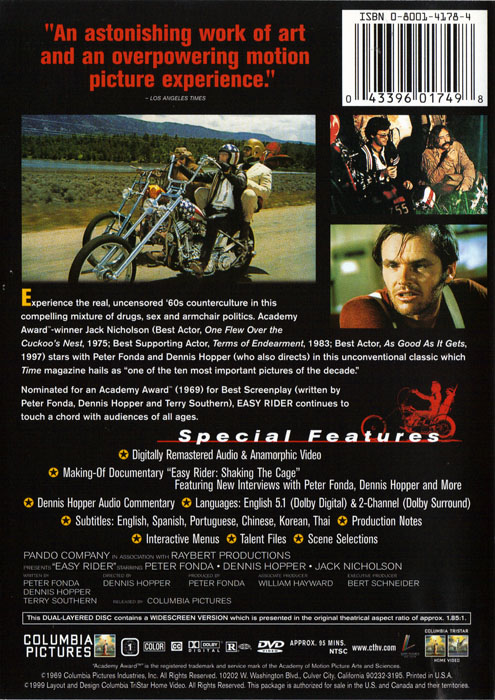 "An astonishing work of art
and an overpowering motion
picture experience."
– LOS ANGELES TIMES
ISBN 0-8001-4178-4
0 43396 01749 8
Experience the real, uncensored '60s counterculture in this
compelling mixture of drugs, sex and armchair politics. Academy
Award™-winner Jack Nicholson (Best Actor, One Flew Over the
Cuckoo's Nest, 1975; Best Supporting Actor, Terms of Endearment, 1983; Best Actor, As Good As It Gets,
1997) stars with Peter Fonda and Dennis Hopper (who also directs) in this unconventional classic which
Time magazine hails as "one of the ten most important pictures of the decade."
Nominated for an Academy Award™ (1969) for Best Screenplay (written by
Peter Fonda, Dennis Hopper and Terry Southern), EASY RIDER continues to
touch a chord with audiences of all ages.
Special Features
Digitally Remastered Audio & Anamorphic Video
Making-Of Documentary "Easy Rider: Shaking The Cage"
Featuring New Interviews with Peter Fonda, Dennis Hopper and More
Dennis Hopper Audio Commentary Languages: English 5.1 (Dolby Digital) & 2-Channel (Dolby Surround)
Subtitles: English, Spanish, Portuguese, Chinese, Korean, Thai Production Notes
Interactive Menus Talent Files Scene Selections
PANDO COMPANY IN ASSOCIATION WITH RAYBERT PRODUCTIONS
PRESENTS "EASY RIDER" STARRING PETER FONDA · DENNIS HOPPER · JACK NICHOLSON
WRITTEN BY PETER FONDA DENNIS HOPPER TERRY SOUTHERN
DIRECTED BY DENNIS HOPPER
PRODUCED BY PETER FONDA
ASSOCIATE PRODUCER WILLIAM HAYWARD
EXECUTIVE PRODUCER BERT SCHNEIDER
RELEASED BY COLUMBIA PICTURES
This DUAL-LAYERED DISC contains a WIDESCREEN VERSION which is presented in the original theatrical aspect ratio of approx. 1.85:1.
COLUMBIA PICTURES
1
COLOR
CC
DOLBY DIGITAL
R
DVD
APPROX. 95 MINS.
NTSC
www.cthv.com
COLUMBIA TRISTAR
HOME VIDEO
"Academy Award™" is the registered trademark and service mark of the Academy of Motion Picture Arts and Sciences.
©1969 Columbia Pictures Industries, Inc. All Rights Reserved. 10202 W. Washington Blvd., Culver City, California 90232-3195. Printed in U.S.A.
©1999 Layout and Design Columbia TriStar Home Video. All Rights Reserved. This package is authorized for sale in the U.S. and Canada and their territories.